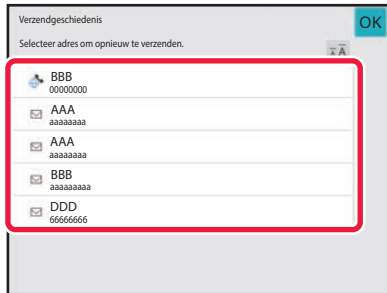 Verzendgeschiedenis
OK
Selecteer adres om opnieuw te verzenden.
A A
BBB
00000000
AAA
aaaaaaaa
AAA
aaaaaaaa
BBB
aaaaaaaaa
DDD
66666666